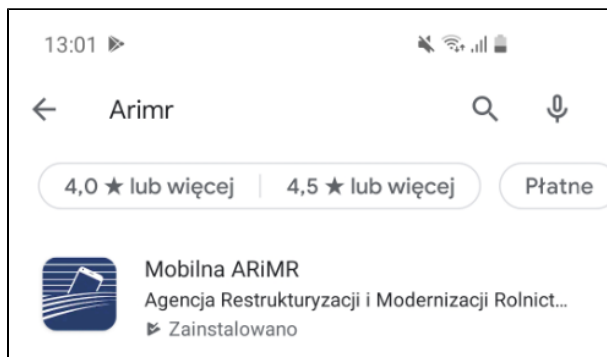 13:01
Arimr
4,0 ★ lub więcej 4,5 ★ lub więcej Płatne
Mobilna ARiMR
Agencja Restrukturyzacji i Modernizacji Rolnict...
Zainstalowano